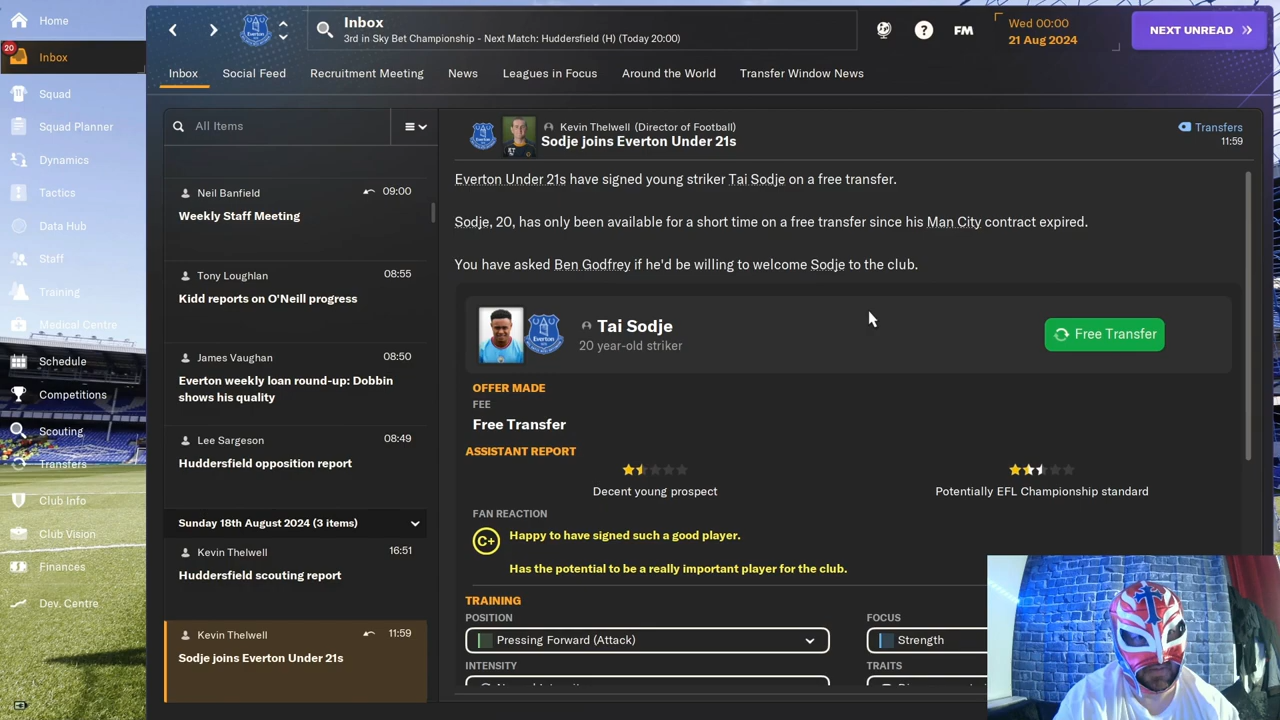 Home
20
Inbox
Squad
Squad Planner
Dynamics
Tactics
Data Hub
Staff
Training
Medical Centre
Schedule
Competitions
Scouting
Transfers
Club Info
Club Vision
Finances
Dev. Centre
Inbox
3rd in Sky Bet Championship - Next Match: Huddersfield (H) (Today 20:00)
?
FM
Wed 00:00
21 Aug 2024
NEXT UNREAD
Inbox
Social Feed
Recruitment Meeting
News
Leagues in Focus
Around the World
Transfer Window News
All Items
Neil Banfield 09:00
Weekly Staff Meeting
Tony Loughlan 08:55
Kidd reports on O'Neill progress
James Vaughan 08:50
Everton weekly loan round-up: Dobbin
shows his quality
Lee Sargeson 08:49
Huddersfield opposition report
Sunday 18th August 2024 (3 items)
Kevin Thelwell 16:51
Huddersfield scouting report
Kevin Thelwell 11:59
Sodje joins Everton Under 21s
Kevin Thelwell (Director of Football)
Sodje joins Everton Under 21s
Transfers
11:59
Everton Under 21s have signed young striker Tai Sodje on a free transfer.
Sodje, 20, has only been available for a short time on a free transfer since his Man City contract expired.
You have asked Ben Godfrey if he'd be willing to welcome Sodje to the club.
Everton
Tai Sodje
20 year-old striker
Free Transfer
OFFER MADE
FEE
Free Transfer
ASSISTANT REPORT
Decent young prospect
Potentially EFL Championship standard
FAN REACTION
C+
Happy to have signed such a good player.
Has the potential to be a really important player for the club.
TRAINING
POSITION
Pressing Forward (Attack)
FOCUS
Strength
INTENSITY
TRAITS